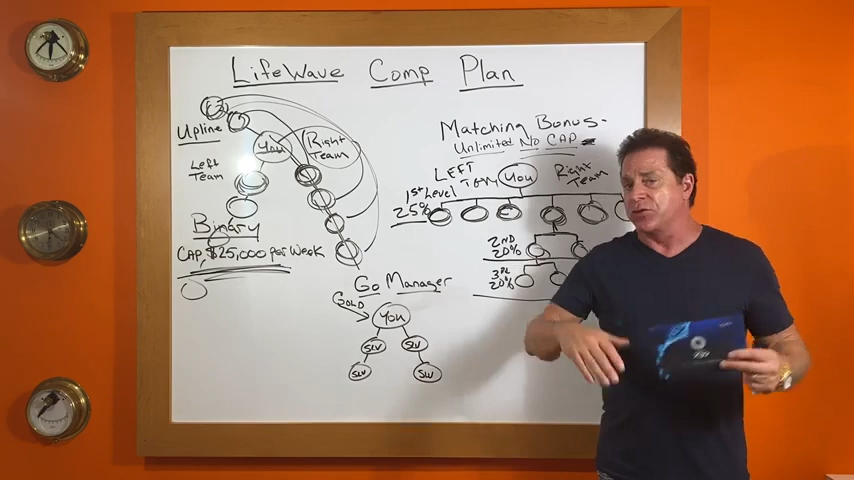 LifeWave Comp Plan
Upline
You
Right Team
Left Team
Binary
CAP, $25,000 per Week
Matching Bonus-
Unlimited No CAP
LEFT Team
You
Right Team
1st Level
25%
2ND
20%
3RD
20%
Go Manager
GOLD
You
SLV
SLV
SLV
SLV